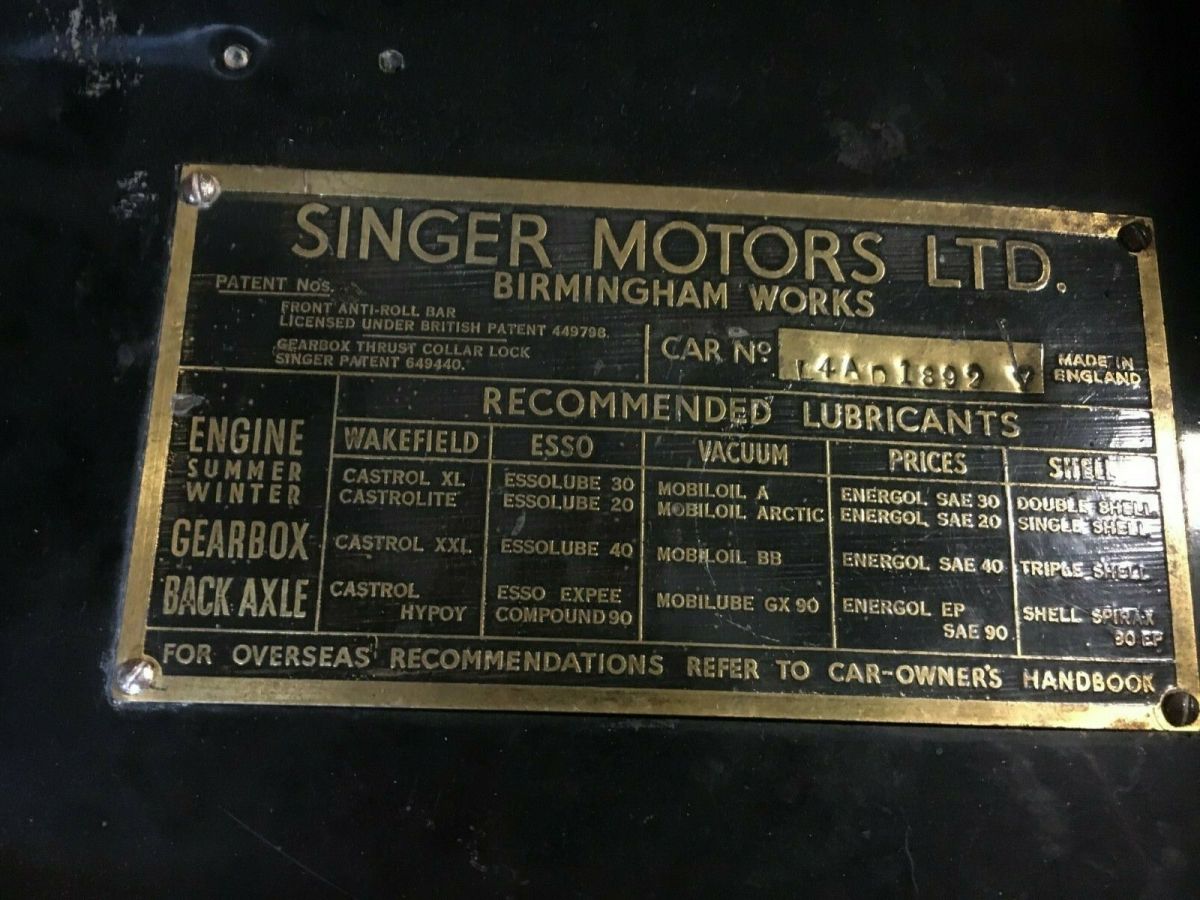 SINGER MOTORS LTD.
BIRMINGHAM WORKS
PATENT Nos.
FRONT ANTI-ROLL BAR
LICENSED UNDER BRITISH PATENT 449798.
GEARBOX THRUST COLLAR LOCK
SINGER PATENT 649440.
CAR No. 4A 1892
MADE IN
ENGLAND
RECOMMENDED LUBRICANTS
ENGINE WAKEFIELD ESSO VACUUM PRICES SHELL
SUMMER CASTROL XL ESSOLUBE 30 MOBILOIL A ENERGOL SAE 30 DOUBLE SHELL
WINTER CASTROLITE ESSOLUBE 20 MOBILOIL ARCTIC ENERGOL SAE 20 SINGLE SHELL
GEARBOX CASTROL XXL ESSOLUBE 40 MOBILOIL BB ENERGOL SAE 40 TRIPLE SHELL
BACK AXLE CASTROL ESSO EXPEE MOBILUBE GX 90 ENERGOL EP SHELL SPIRAX
HYPOY COMPOUND 90 SAE 90 90 EP
FOR OVERSEAS RECOMMENDATIONS REFER TO CAR-OWNER'S HANDBOOK